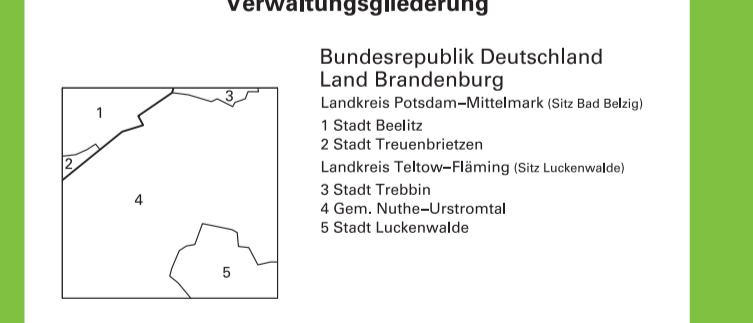 Verwaltungsgliederung
Bundesrepublik Deutschland
Land Brandenburg
Landkreis Potsdam–Mittelmark (Sitz Bad Belzig)
1 Stadt Beelitz
2 Stadt Treuenbrietzen
Landkreis Teltow–Fläming (Sitz Luckenwalde)
3 Stadt Trebbin
4 Gem. Nuthe–Urstromtal
5 Stadt Luckenwalde
3
1
2
4
5